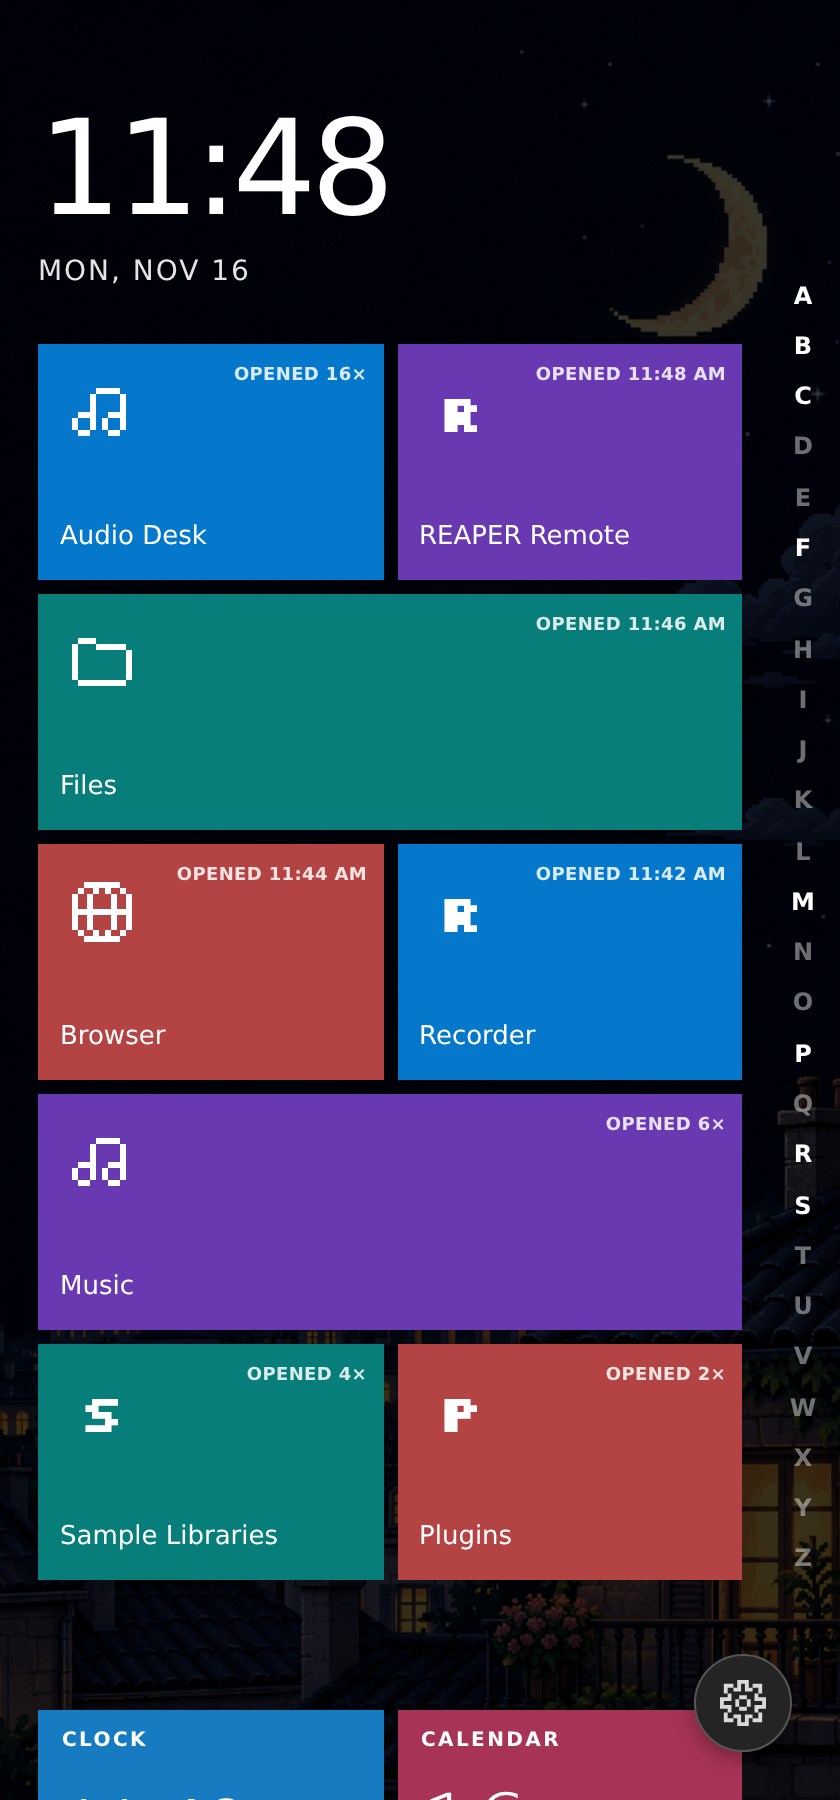 11:48
MON, NOV 16
OPENED 16×
Audio Desk
OPENED 11:48 AM
R
REAPER Remote
OPENED 11:46 AM
Files
OPENED 11:44 AM
Browser
OPENED 11:42 AM
R
Recorder
OPENED 6×
Music
OPENED 4×
S
Sample Libraries
OPENED 2×
P
Plugins
CLOCK
CALENDAR
A
B
C
D
E
F
G
H
I
J
K
L
M
N
O
P
Q
R
S
T
U
V
W
X
Y
Z